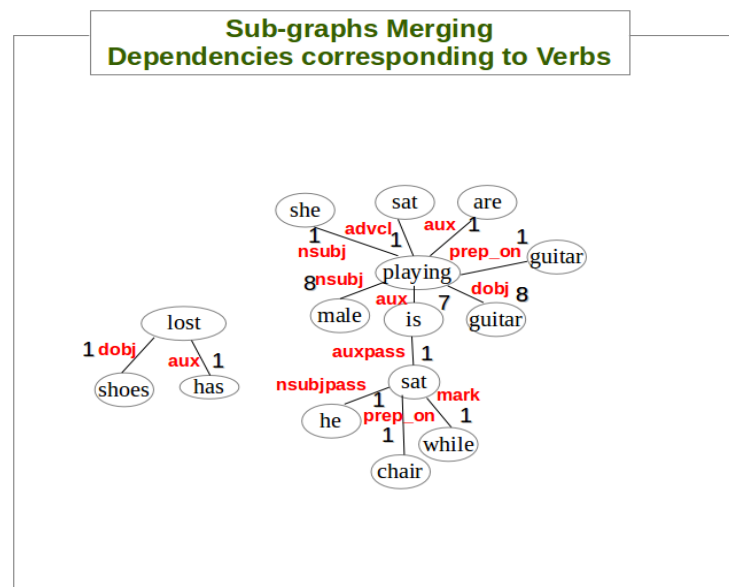 Sub-graphs Merging
Dependencies corresponding to Verbs
she
sat
are
1
nsubj
advcl
1
aux
1
prep_on
1
guitar
playing
8
nsubj
aux
7
dobj
8
male
is
guitar
lost
1
dobj
aux
1
shoes
has
auxpass
1
sat
nsubjpass
1
prep_on
1
mark
1
he
while
chair